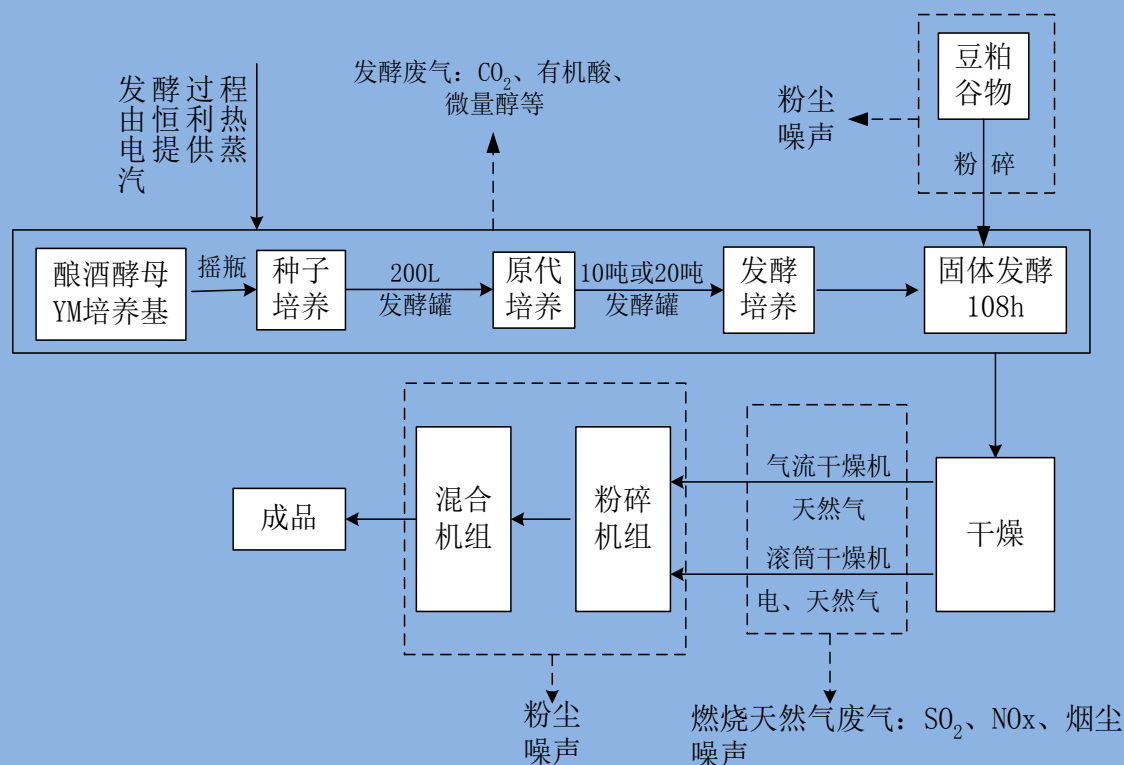 发酵过程
由恒利热
电提供蒸
汽
发酵废气：CO₂、有机酸、
微量醇等
粉尘
噪声
豆粕
谷物
粉碎
酿酒酵母
YM培养基
摇瓶
种子
培养
200L
发酵罐
原代
培养
10吨或20吨
发酵罐
发酵
培养
固体发酵
108h
成品
混合
机组
粉碎
机组
气流干燥机
天然气
滚筒干燥机
电、天然气
干燥
粉尘
噪声
燃烧天然气废气：SO₂、NOx、烟尘
噪声